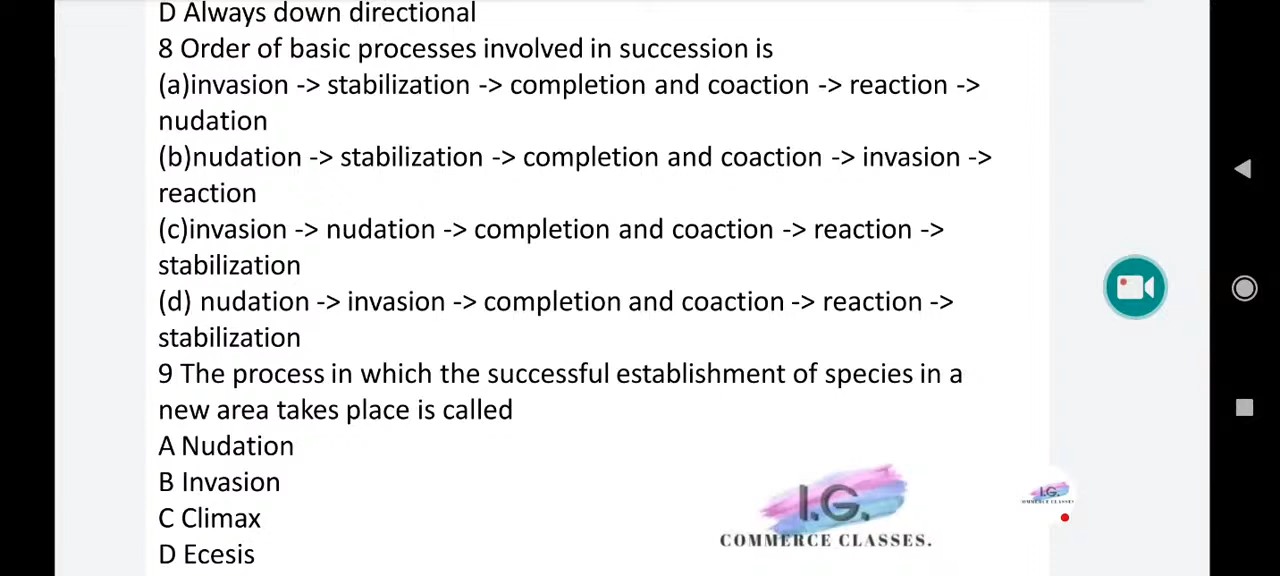 D Always down directional
8 Order of basic processes involved in succession is
(a)invasion -> stabilization -> completion and coaction -> reaction ->
nudation
(b)nudation -> stabilization -> completion and coaction -> invasion ->
reaction
(c)invasion -> nudation -> completion and coaction -> reaction ->
stabilization
(d) nudation -> invasion -> completion and coaction -> reaction ->
stabilization
9 The process in which the successful establishment of species in a
new area takes place is called
A Nudation
B Invasion
C Climax
D Ecesis
I.G.
COMMERCE CLASSES.
I.G.
COMMERCE CLASSES